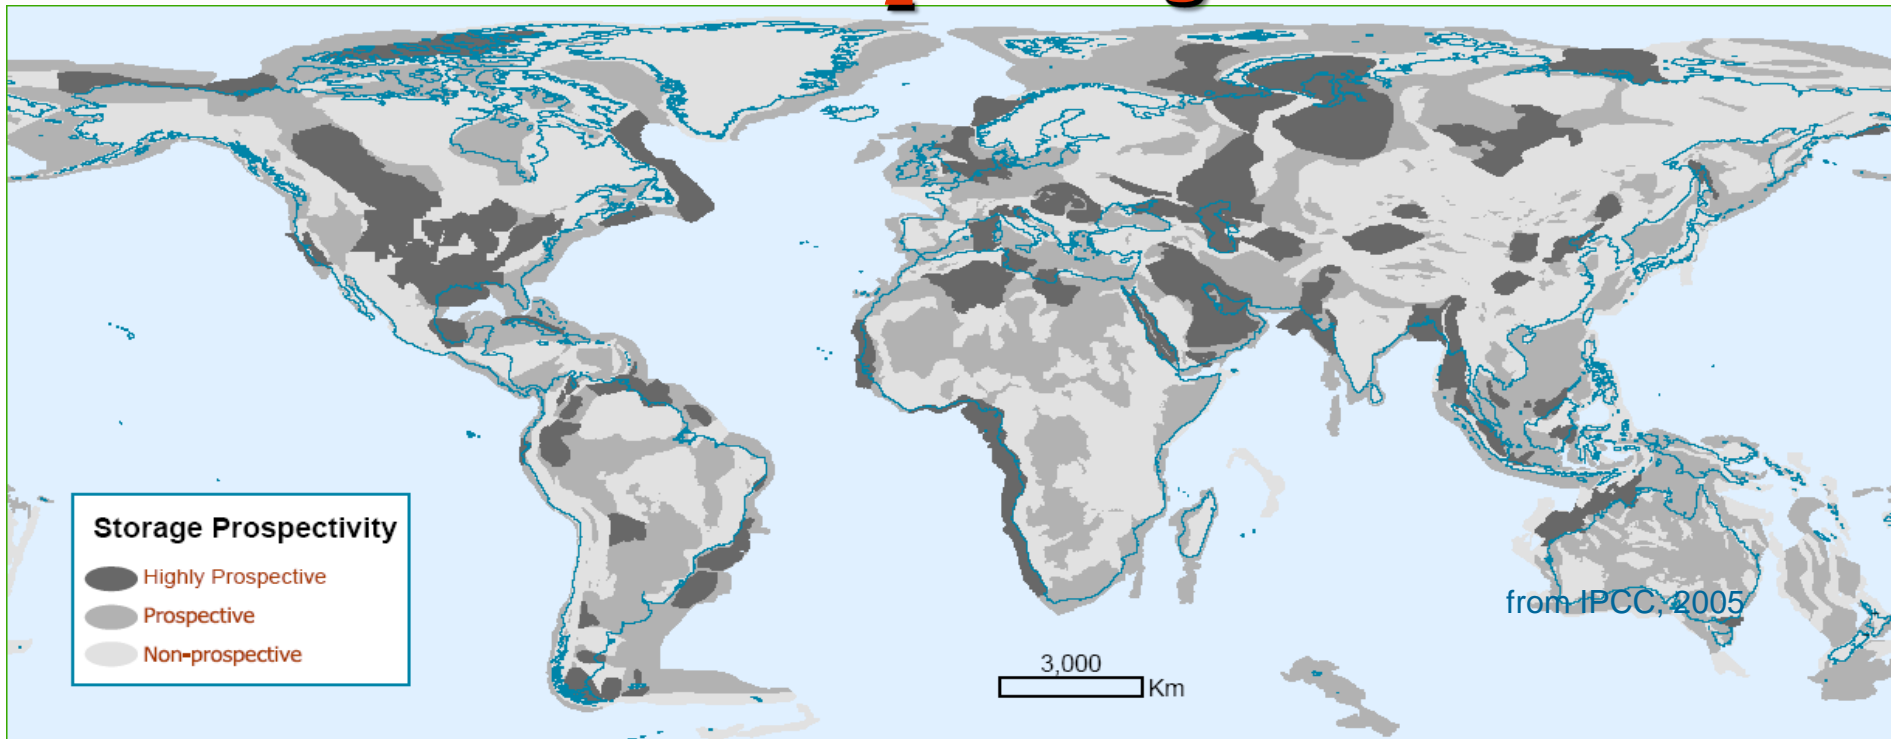 Storage Prospectivity
Highly Prospective
Prospective
Non-prospective
from IPCC, 2005
3,000
Km